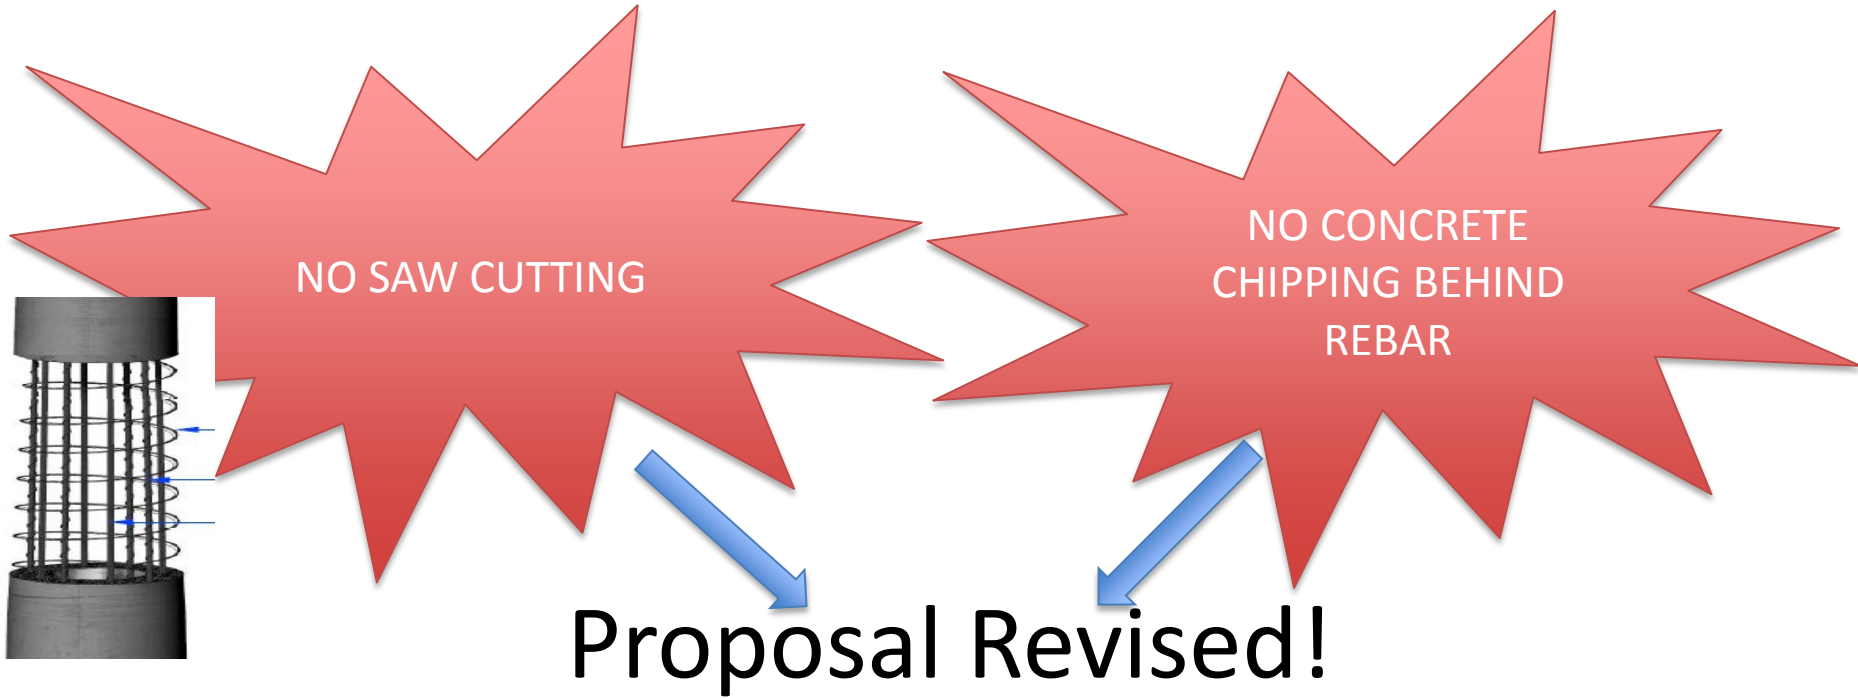 NO SAW CUTTING
NO CONCRETE
CHIPPING BEHIND
REBAR
Proposal Revised!